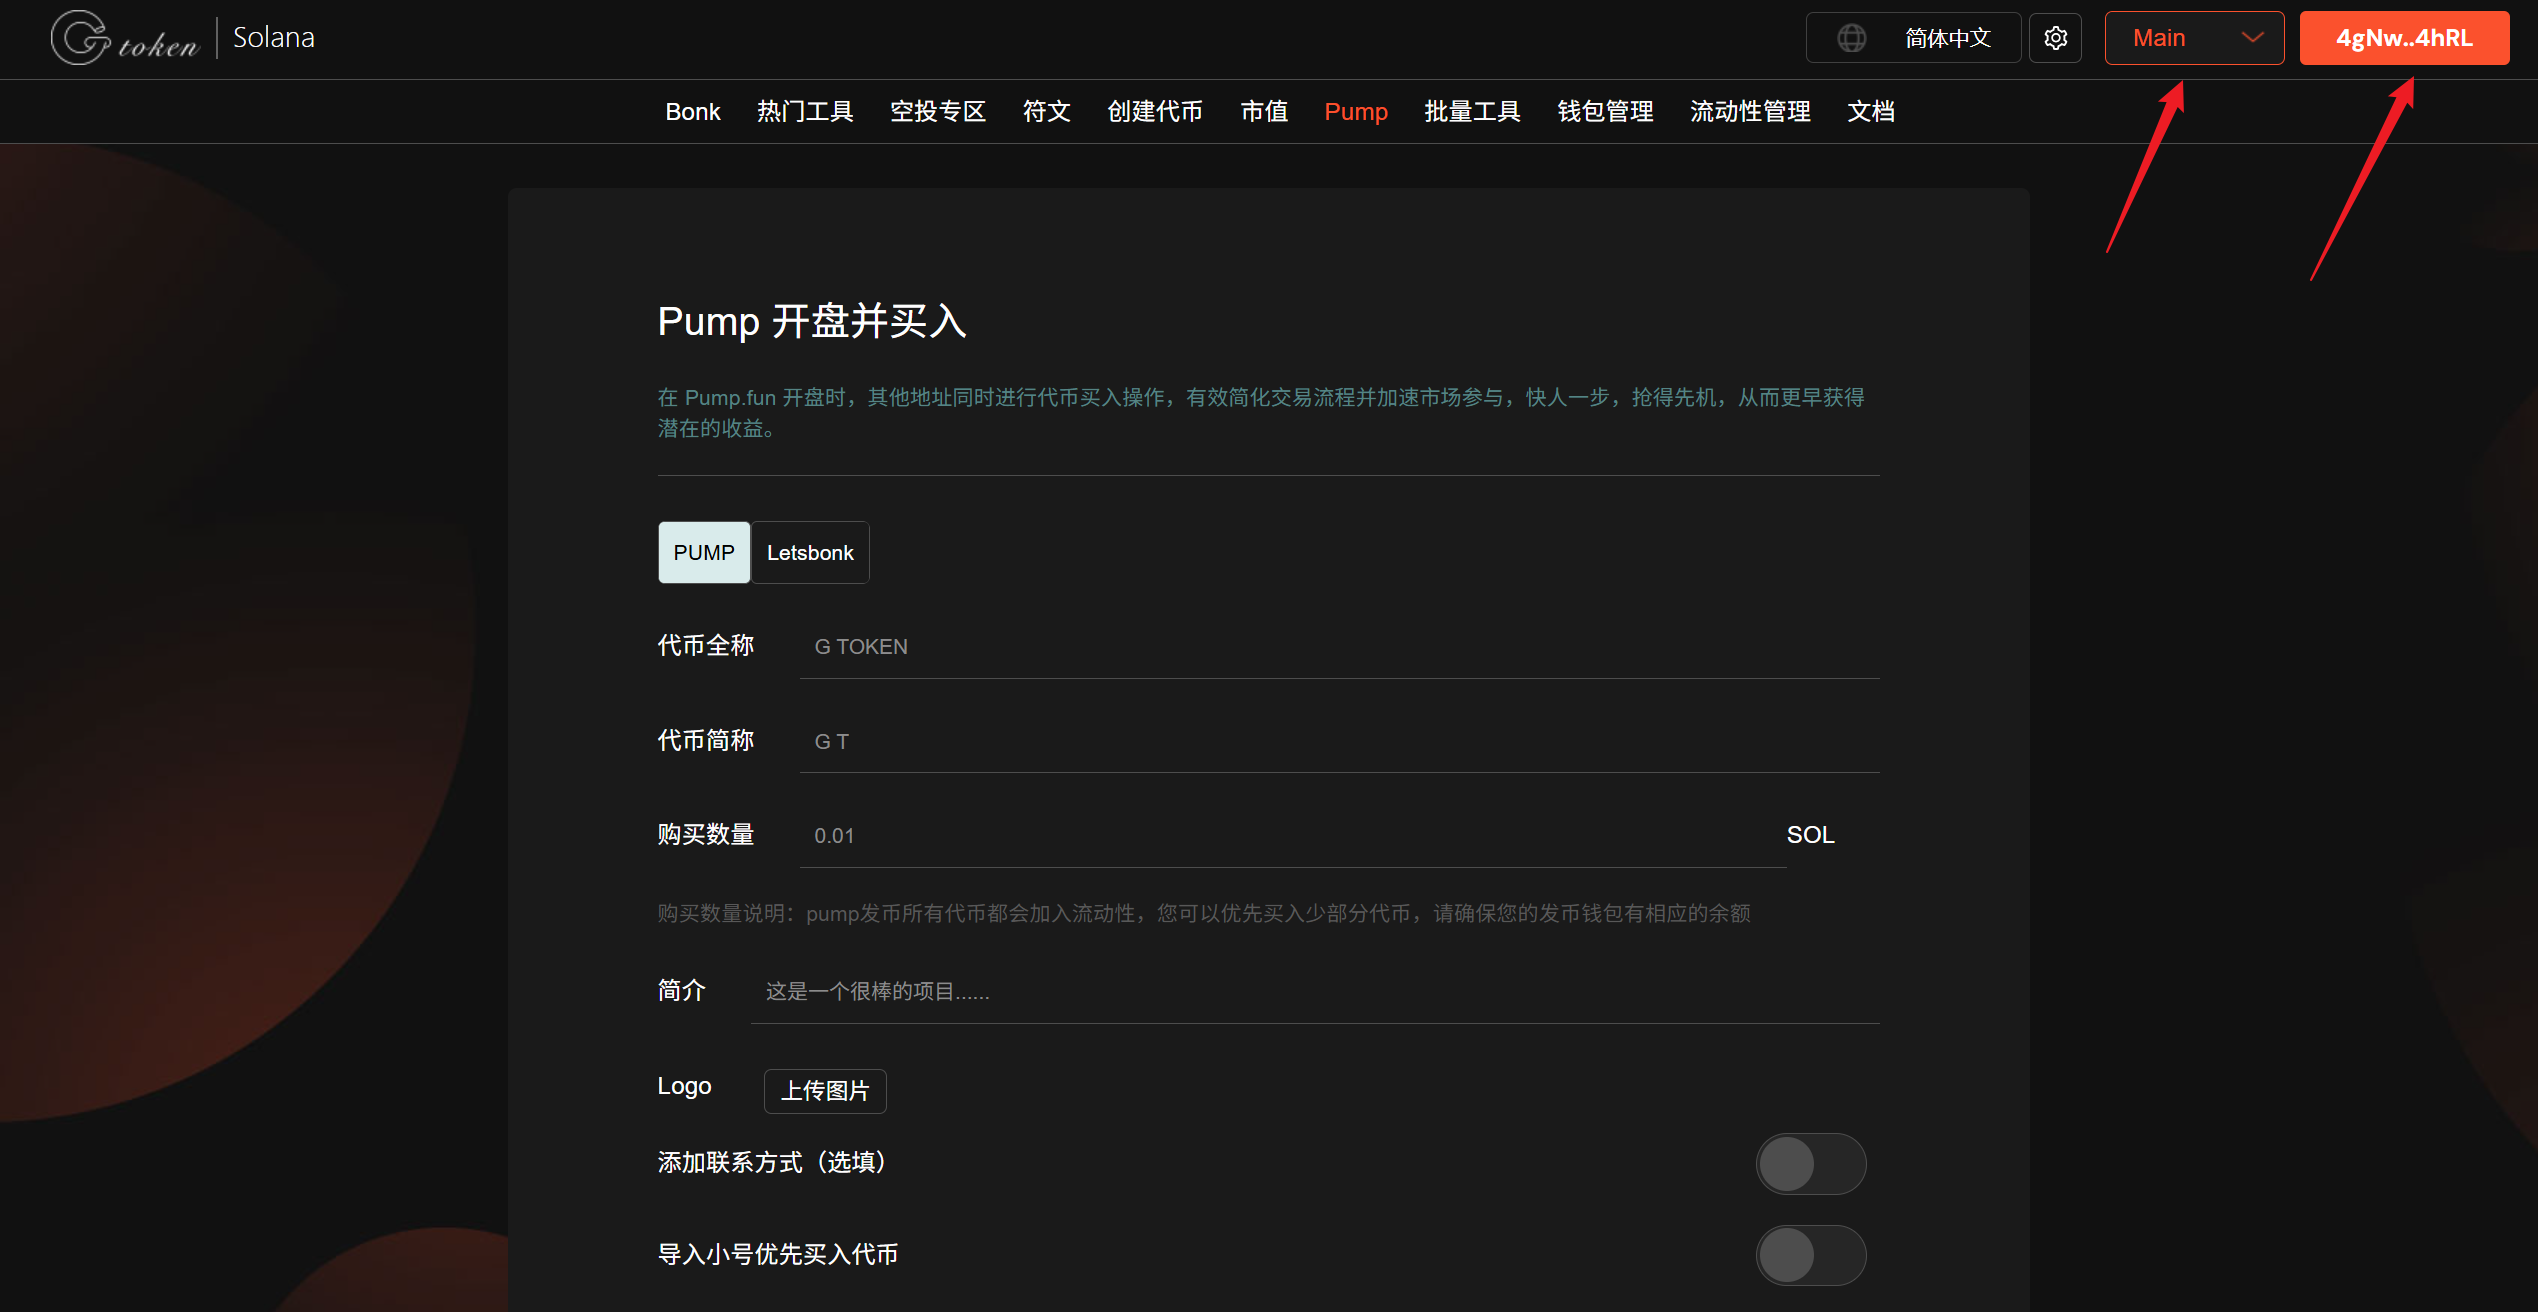 G token | Solana
简体中文
Main
4gNw..4hRL
Bonk 热门工具 空投专区 符文 创建代币 市值 Pump 批量工具 钱包管理 流动性管理 文档
Pump 开盘并买入
在 Pump.fun 开盘时，其他地址同时进行代币买入操作，有效简化交易流程并加速市场参与，快人一步，抢得先机，从而更早获得
潜在的收益。
PUMP Letsbonk
代币全称 G TOKEN
代币简称 G T
购买数量 0.01 SOL
购买数量说明：pump发币所有代币都会加入流动性，您可以优先买入少部分代币，请确保您的发币钱包有相应的余额
简介 这是一个很棒的项目......
Logo 上传图片
添加联系方式（选填）
导入小号优先买入代币